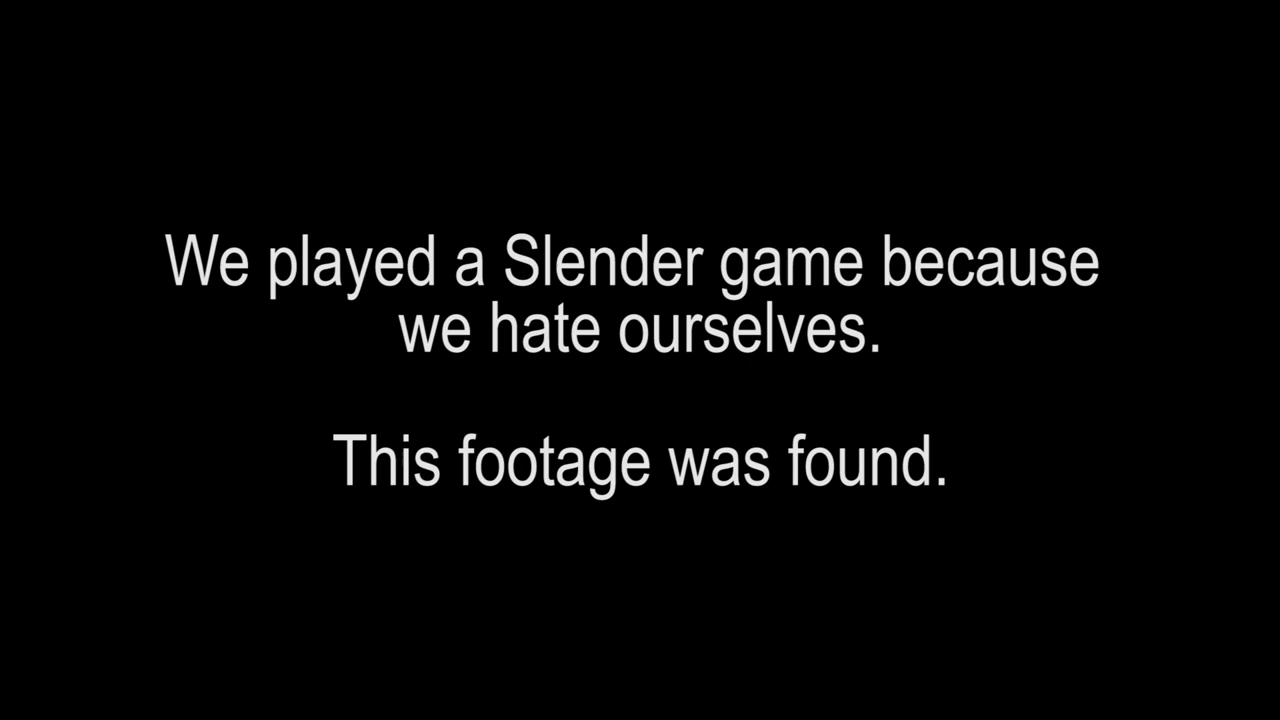 We played a Slender game because
we hate ourselves.
This footage was found.